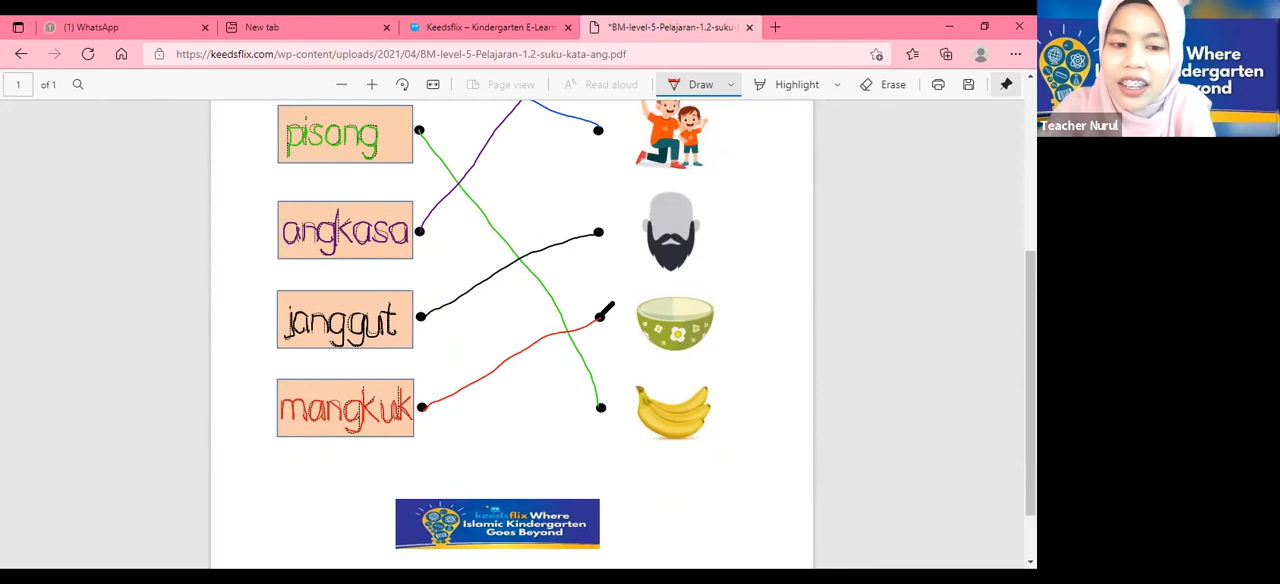 (1) WhatsApp
New tab
Keedsflix – Kindergarten E-Learn
*BM-level-5-Pelajaran-1.2-suku-
https://keedsflix.com/wp-content/uploads/2021/04/BM-level-5-Pelajaran-1.2-suku-kata-ang.pdf
1 of 1
Page view
Read aloud
Draw
Highlight
Erase
Where
dergarten
eyond
Teacher Nurul
pisang
angkasa
janggut
mangkuk
keedsflix Where
Islamic Kindergarten
Goes Beyond